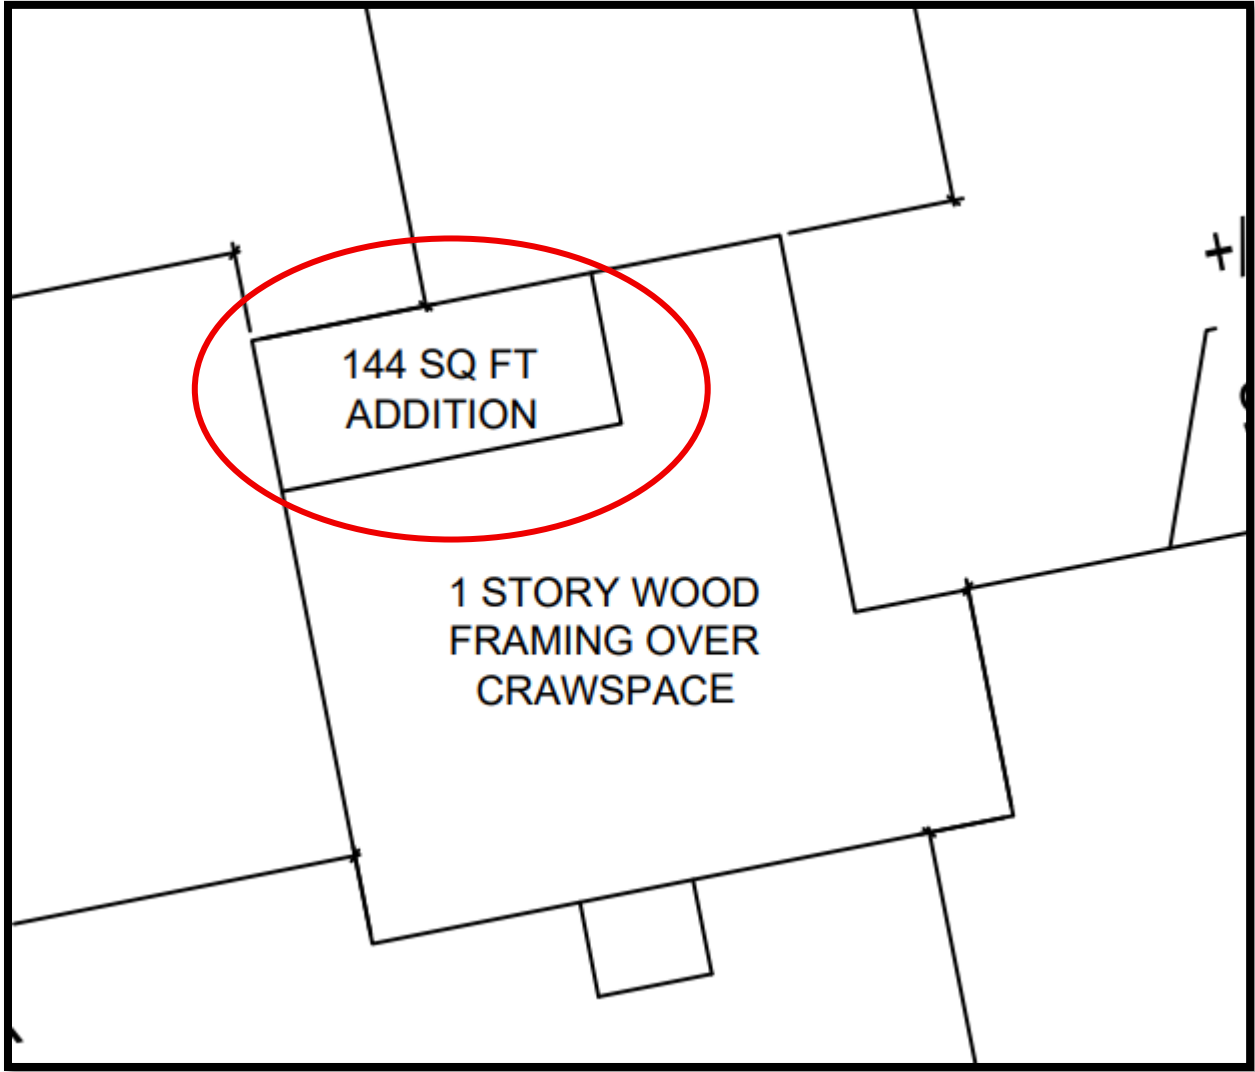 144 SQ FT
ADDITION
1 STORY WOOD
FRAMING OVER
CRAWSPACE